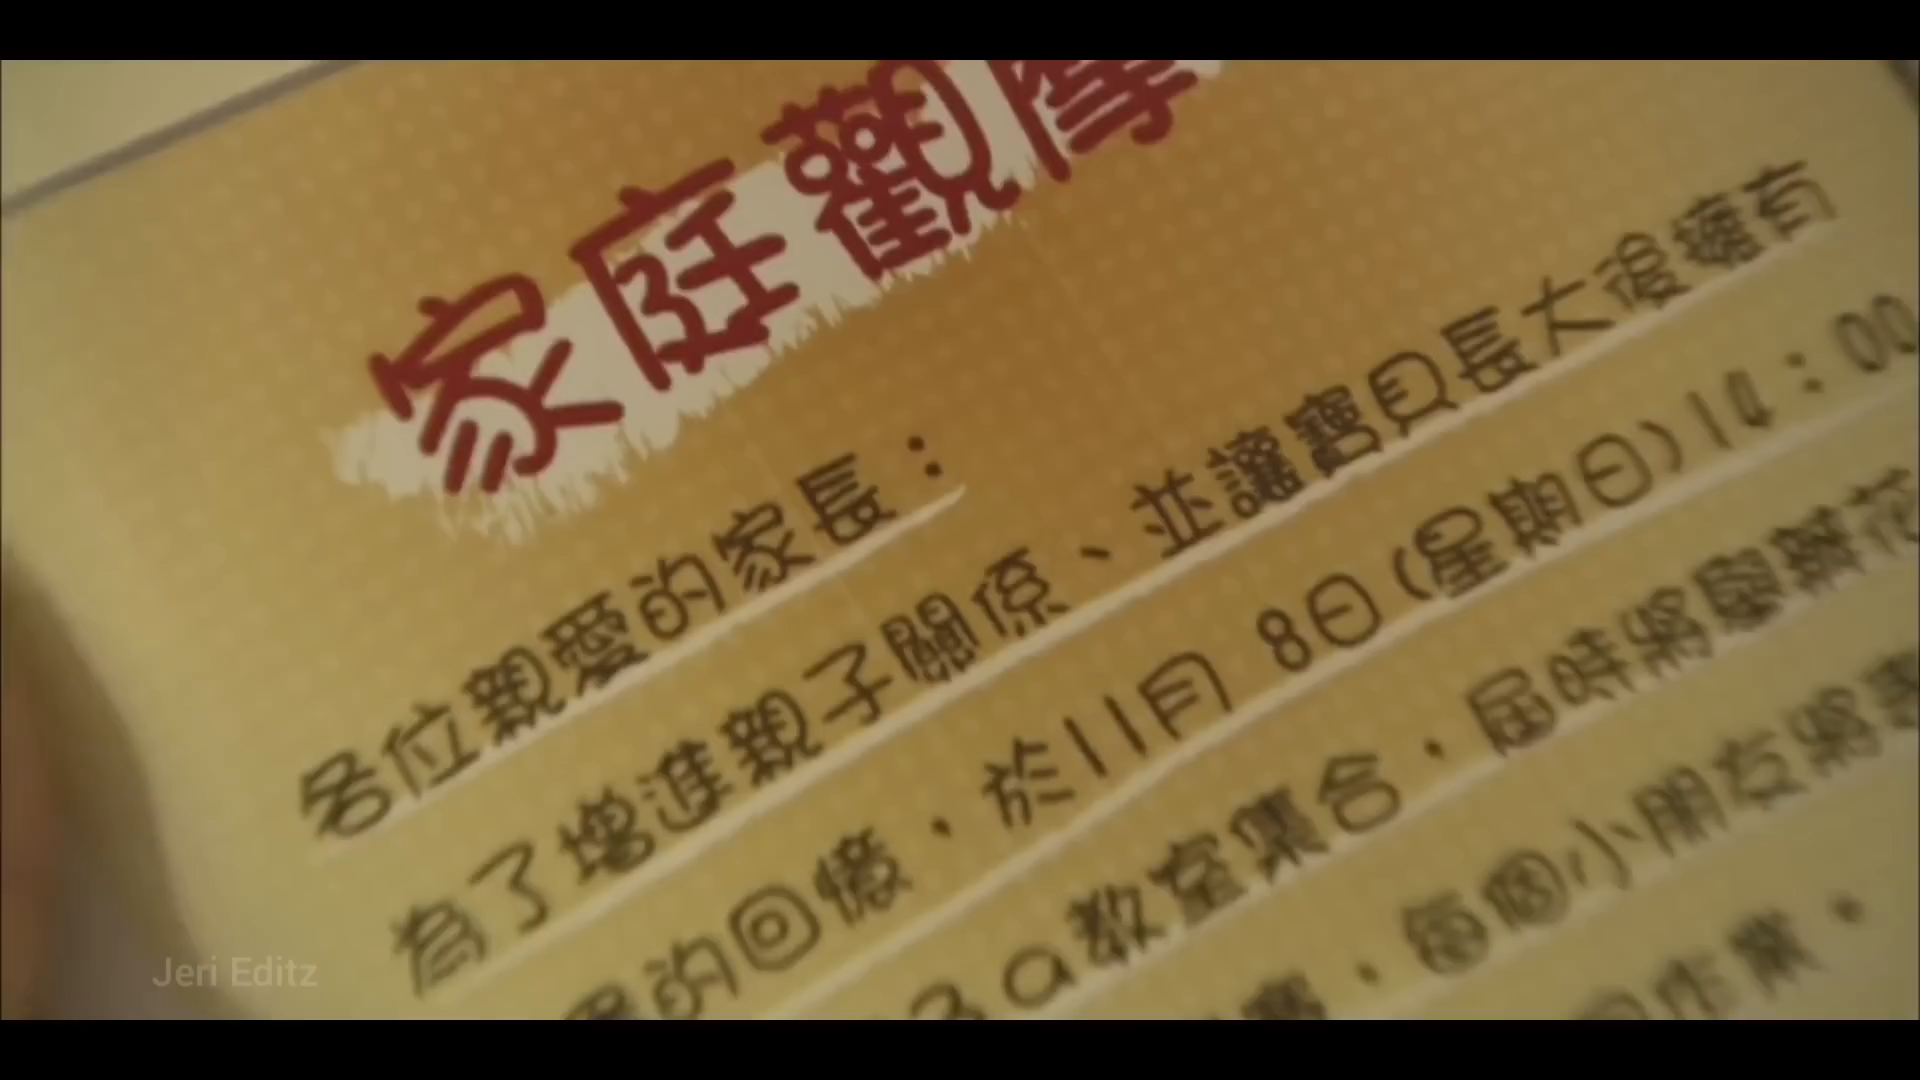 家庭觀摩
各位親愛的家長：
為了增進親子關係、並讓寶貝長大後擁有
的回憶，於11月 8日(星期日)14：00
3a教室集合，屆時將舉辦花
，每個小朋友將
作業。
Jeri Editz